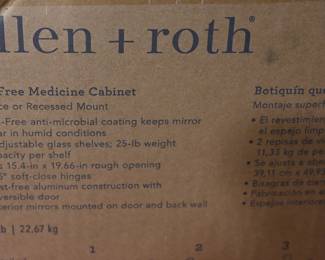 llen + roth®
Free Medicine Cabinet
Botiquín que
ce or Recessed Mount
Montaje superf
-Free anti-microbial coating keeps mirror
ar in humid conditions
djustable glass shelves; 25-lb weight
pacity per shelf
s 15.4-in x 19.66-in rough opening
5° soft-close hinges
st-free aluminum construction with
versible door
terior mirrors mounted on door and back wall
• El revestimien
el espejo limp
• 2 repisas de vi
11,33 kg de pe
• Se ajusta a abe
39,11 cm x 49,9
• Bisagras de cier
• Fabricación en a
reversi
• Espejos interiore
lb | 22.67 kg
1
2
3